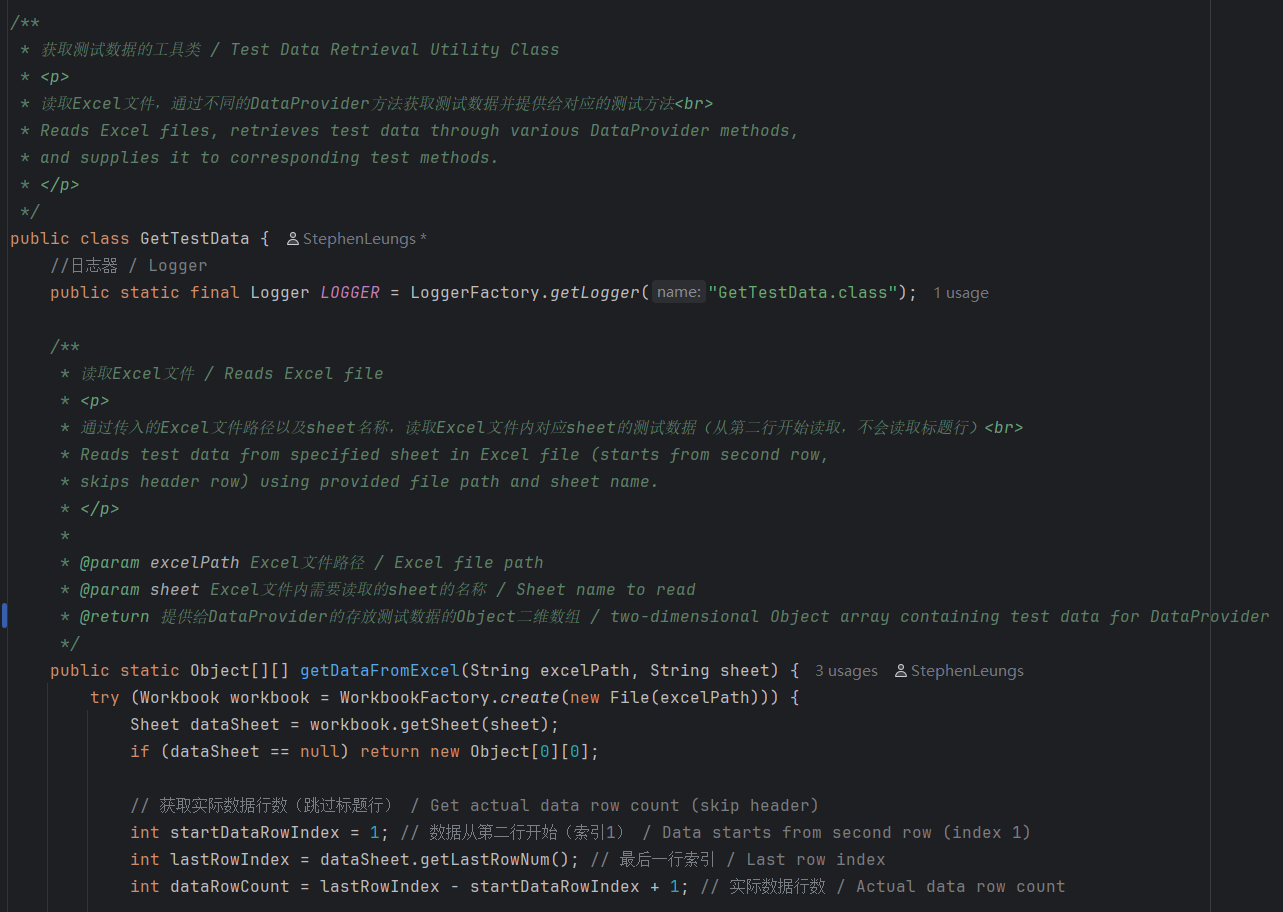 /**
 * 获取测试数据的工具类 / Test Data Retrieval Utility Class
 * <p>
 * 读取Excel文件，通过不同的DataProvider方法获取测试数据并提供给对应的测试方法<br>
 * Reads Excel files, retrieves test data through various DataProvider methods,
 * and supplies it to corresponding test methods.
 * </p>
 */
public class GetTestData { StephenLeungs *
    //日志器 / Logger
    public static final Logger LOGGER = LoggerFactory.getLogger( name: "GetTestData.class"); 1 usage
    /**
     * 读取Excel文件 / Reads Excel file
     * <p>
     * 通过传入的Excel文件路径以及sheet名称，读取Excel文件内对应sheet的测试数据（从第二行开始读取，不会读取标题行）<br>
     * Reads test data from specified sheet in Excel file (starts from second row,
     * skips header row) using provided file path and sheet name.
     * </p>
     *
     * @param excelPath Excel文件路径 / Excel file path
     * @param sheet Excel文件内需要读取的sheet的名称 / Sheet name to read
     * @return 提供给DataProvider的存放测试数据的Object二维数组 / two-dimensional Object array containing test data for DataProvider
     */
    public static Object[][] getDataFromExcel(String excelPath, String sheet) { 3 usages StephenLeungs
        try (Workbook workbook = WorkbookFactory.create(new File(excelPath))) {
            Sheet dataSheet = workbook.getSheet(sheet);
            if (dataSheet == null) return new Object[0][0];
            // 获取实际数据行数（跳过标题行） / Get actual data row count (skip header)
            int startDataRowIndex = 1; // 数据从第二行开始（索引1） / Data starts from second row (index 1)
            int lastRowIndex = dataSheet.getLastRowNum(); // 最后一行索引 / Last row index
            int dataRowCount = lastRowIndex - startDataRowIndex + 1; // 实际数据行数 / Actual data row count